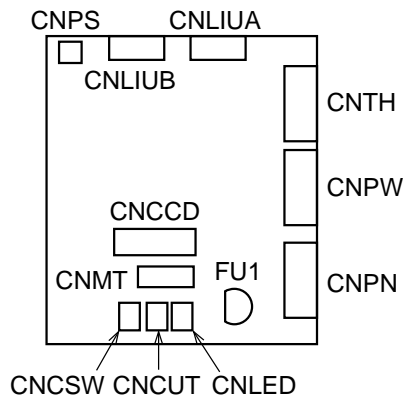 CNPS CNLIUA
CNLIUB
CNTH
CNPW
CNCCD
CNMT FU1 CNPN
CNCSW CNCUT CNLED